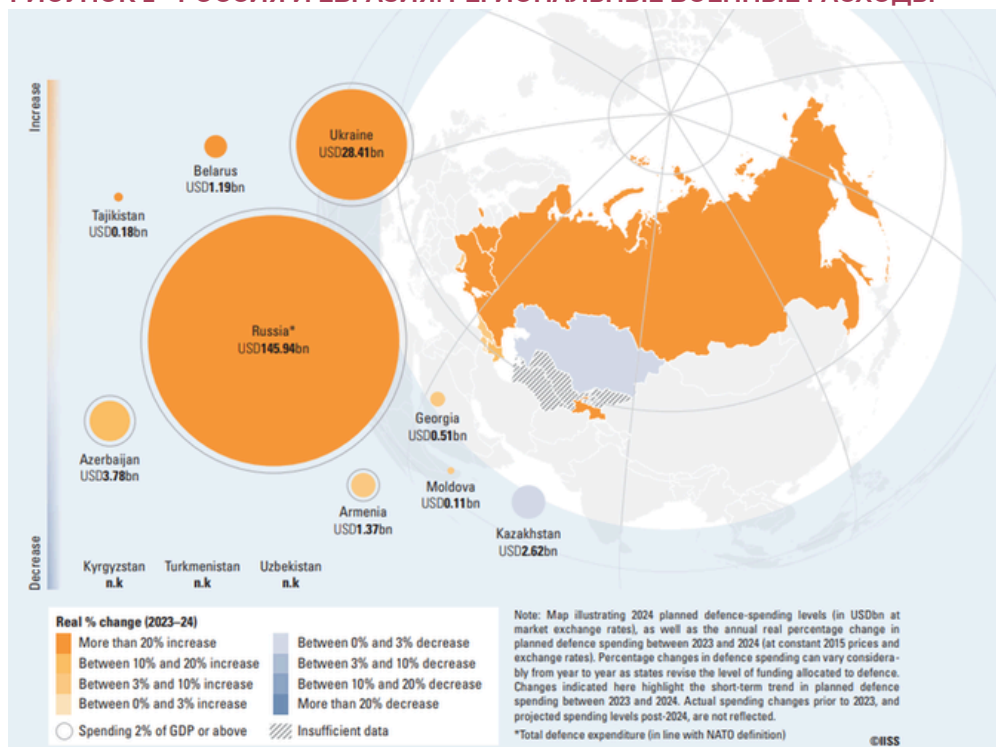 РИСУНОК 1 - РОССИЯ И ЕВРАЗИЯ: РЕГИОНАЛЬНЫЕ ВОЕННЫЕ РАСХОДЫ
Increase
Ukraine
USD28.41bn
Belarus
USD1.19bn
Tajikistan
USD0.18bn
Russia*
USD145.94bn
Georgia
USD0.51bn
Azerbaijan
USD3.78bn
Moldova
USD0.11bn
Armenia
USD1.37bn
Kazakhstan
USD2.62bn
Decrease
Kyrgyzstan
n.k
Turkmenistan
n.k
Uzbekistan
n.k
Real % change (2023–24)
More than 20% increase
Between 10% and 20% increase
Between 3% and 10% increase
Between 0% and 3% increase
Between 0% and 3% decrease
Between 3% and 10% decrease
Between 10% and 20% decrease
More than 20% decrease
Spending 2% of GDP or above
Insufficient data
Note: Map illustrating 2024 planned defence-spending levels (in USDbn at
market exchange rates), as well as the annual real percentage change in
planned defence spending between 2023 and 2024 (at constant 2015 prices and
exchange rates). Percentage changes in defence spending can vary considera-
bly from year to year as states revise the level of funding allocated to defence.
Changes indicated here highlight the short-term trend in planned defence
spending between 2023 and 2024. Actual spending changes prior to 2023, and
projected spending levels post-2024, are not reflected.
*Total defence expenditure (in line with NATO definition)
©IISS